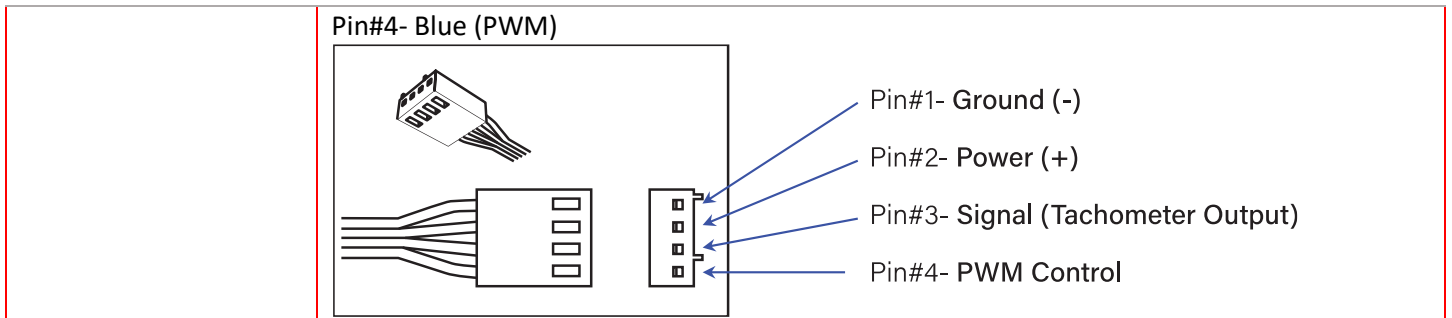 Pin#4- Blue (PWM)
Pin#1- Ground (-)
Pin#2- Power (+)
Pin#3- Signal (Tachometer Output)
Pin#4- PWM Control